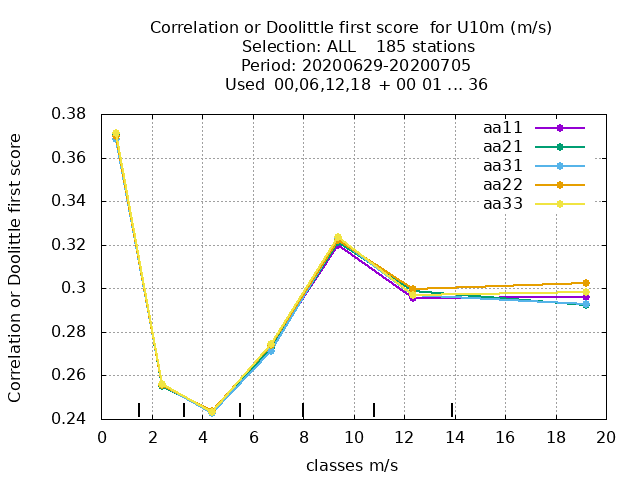 Correlation or Doolittle first score  for U10m (m/s)
Selection: ALL    185 stations
Period: 20200629-20200705
Used  00,06,12,18  + 00 01 ... 36
Correlation or Doolittle first score
0.38
0.36
0.34
0.32
0.3
0.28
0.26
0.24
aa11
aa21
aa31
aa22
aa33
0 2 4 6 8 10 12 14 16 18 20
classes m/s